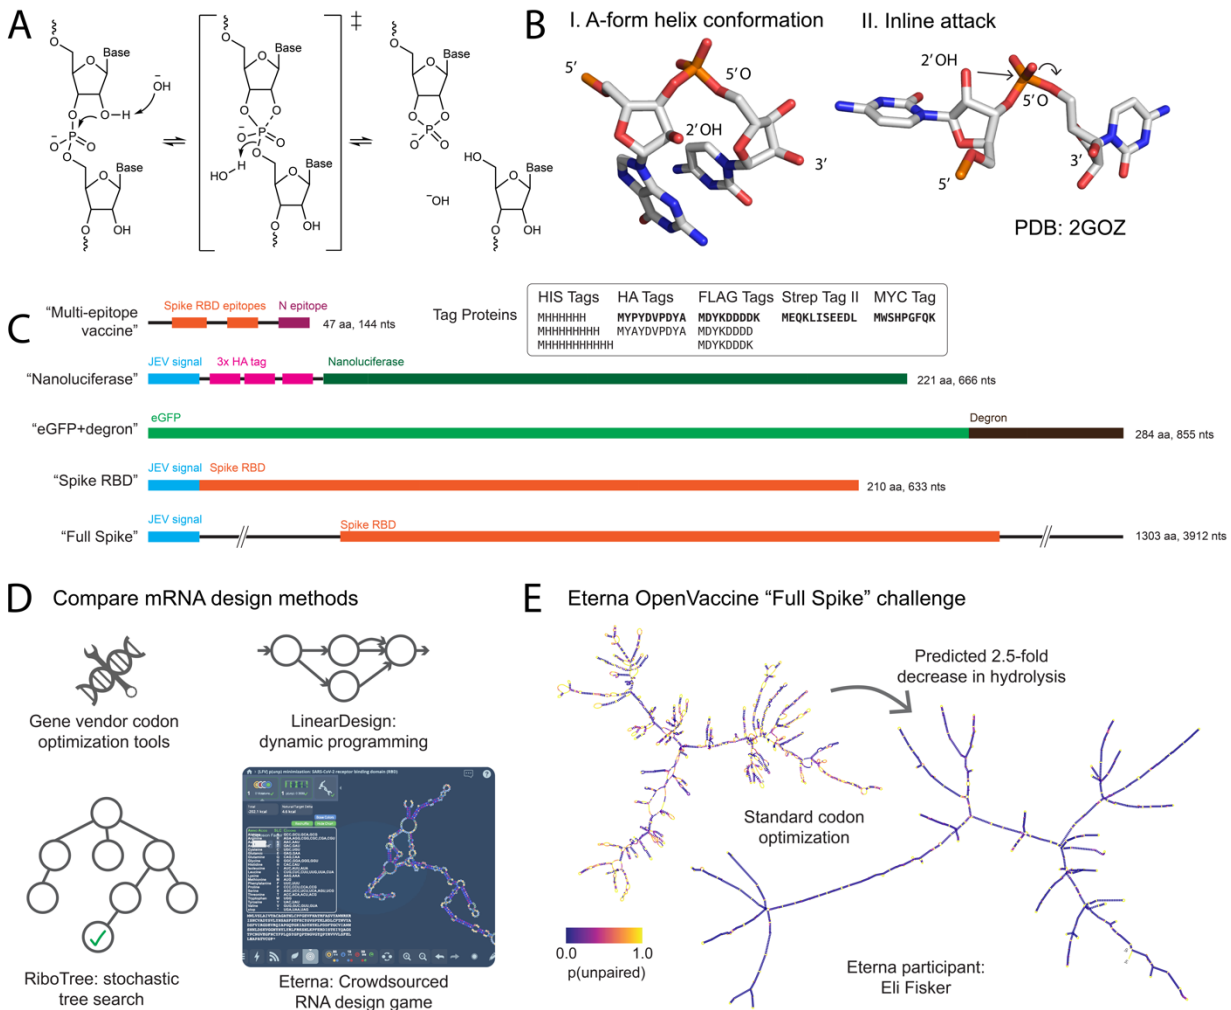 A
Base
O
O
O-H
OH
P
O
O
O
Base
O
OH
‡
O
Base
O
O
O
P
O
O
HO
H
O
Base
O
OH
O
Base
O
O
O
P
O
O
HO
OH
Base
O
O
OH
B
I. A-form helix conformation
II. Inline attack
5'
5' O
2' OH
3'
2' OH
5' O
3'
5'
PDB: 2GOZ
C
"Multi-epitope
vaccine"
Spike RBD epitopes
N epitope
47 aa, 144 nts
Tag Proteins
HIS Tags HA Tags FLAG Tags Strep Tag II MYC Tag
MHHHHHH MYPYDVPDYA MDYKDDDDK MEQKLISEEDL MWSHPGFQK
MHHHHHHHH MYAYDVPDYA MDYKDDDD
MHHHHHHHHHH MDYKDDDK
"Nanoluciferase"
JEV signal
3x HA tag
Nanoluciferase
221 aa, 666 nts
"eGFP+degron"
eGFP
Degron
284 aa, 855 nts
"Spike RBD"
JEV signal
Spike RBD
210 aa, 633 nts
"Full Spike"
JEV signal
Spike RBD
1303 aa, 3912 nts
D
Compare mRNA design methods
Gene vendor codon
optimization tools
LinearDesign:
dynamic programming
RiboTree: stochastic
tree search
Eterna: Crowdsourced
RNA design game
E
Eterna OpenVaccine "Full Spike" challenge
Predicted 2.5-fold
decrease in hydrolysis
Standard codon
optimization
0.0
1.0
p(unpaired)
Eterna participant:
Eli Fisker